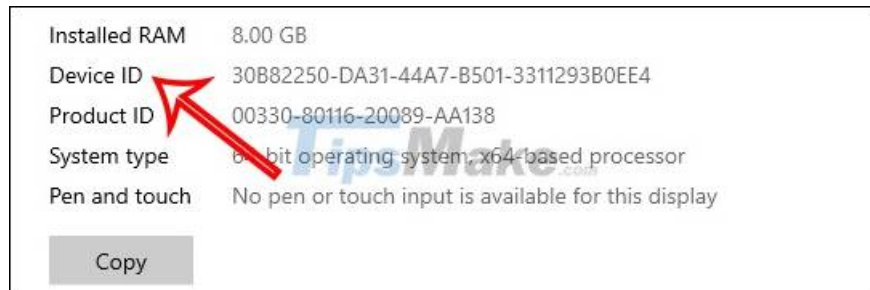 Installed RAM 8.00 GB
Device ID 30B82250-DA31-44A7-B501-3311293B0EE4
Product ID 00330-80116-20089-AA138
TipsMake.com
System type 64-bit operating system, x64-based processor
Pen and touch No pen or touch input is available for this display
Copy